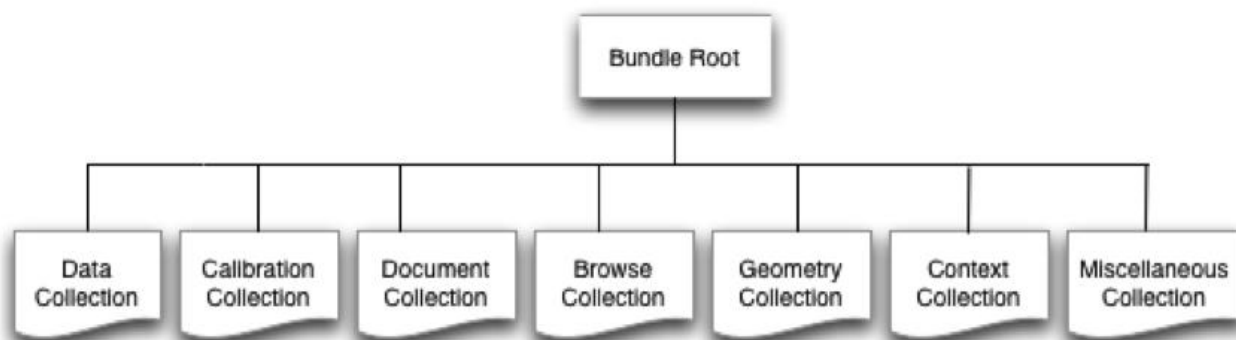 Bundle Root
Data
Collection
Calibration
Collection
Document
Collection
Browse
Collection
Geometry
Collection
Context
Collection
Miscellaneous
Collection